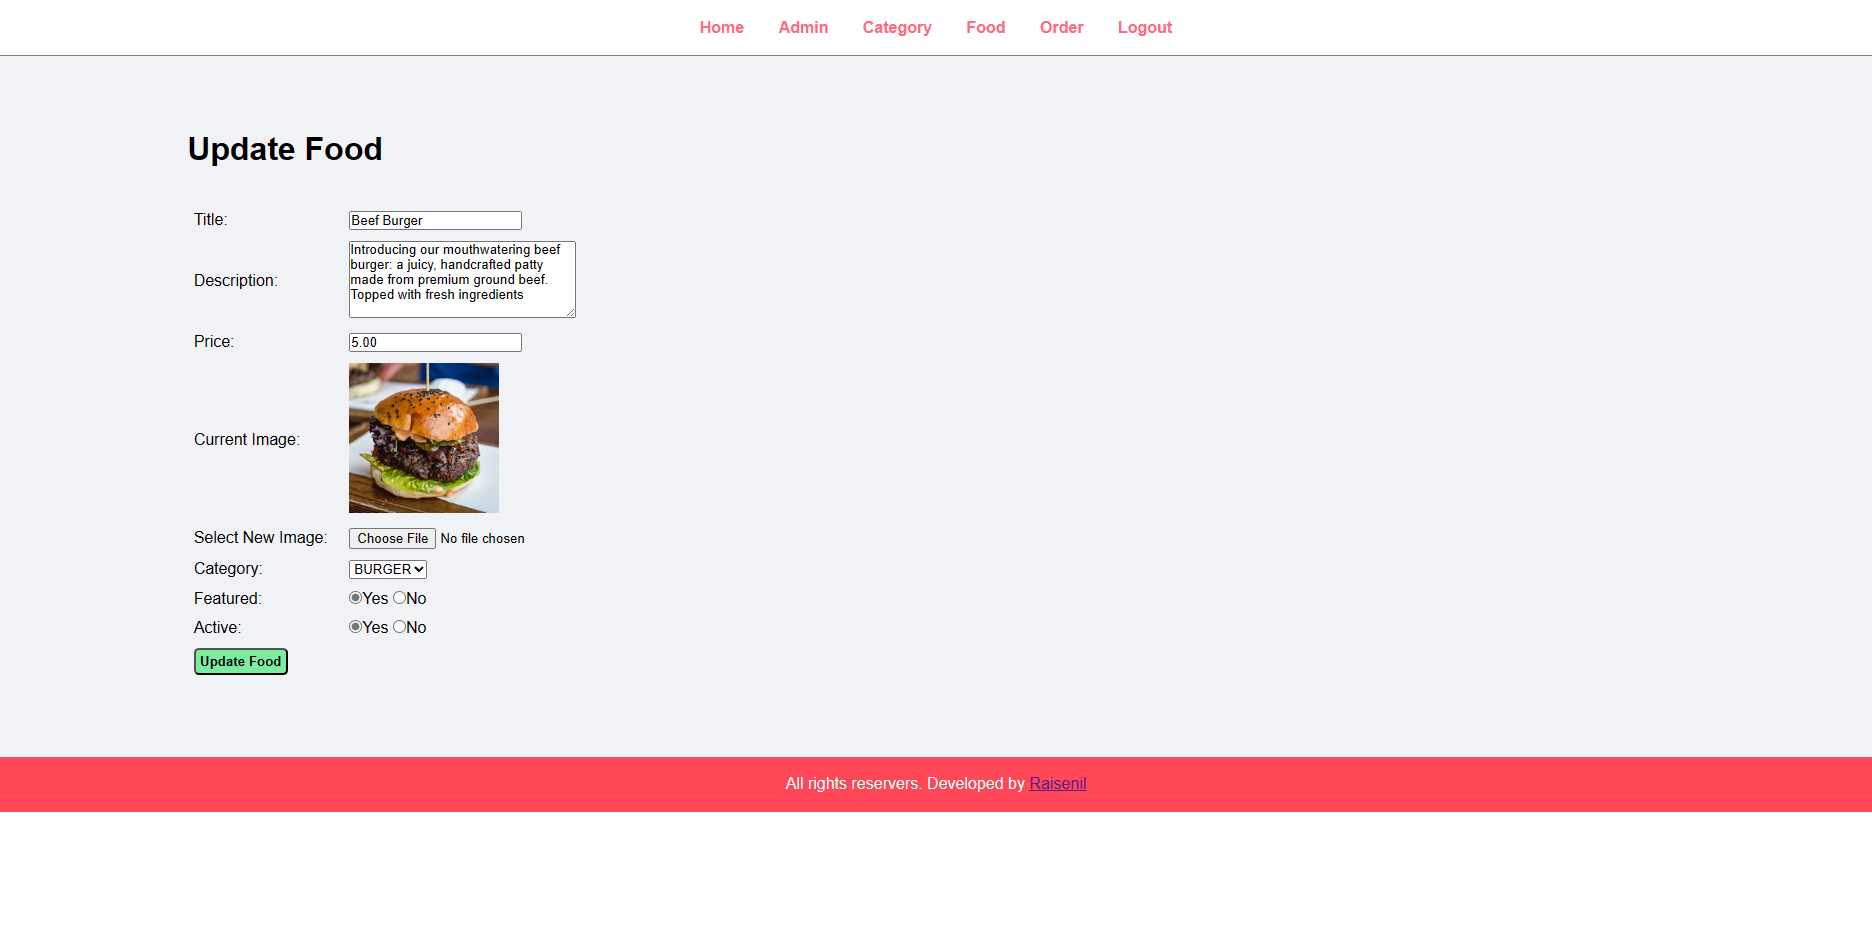 Home Admin Category Food Order Logout
Update Food
Title: Beef Burger
Description: Introducing our mouthwatering beef
burger: a juicy, handcrafted patty
made from premium ground beef.
Topped with fresh ingredients
Price: 5.00
Current Image:
Select New Image: Choose File No file chosen
Category: BURGER
Featured: Yes No
Active: Yes No
Update Food
All rights reservers. Developed by Raisenil